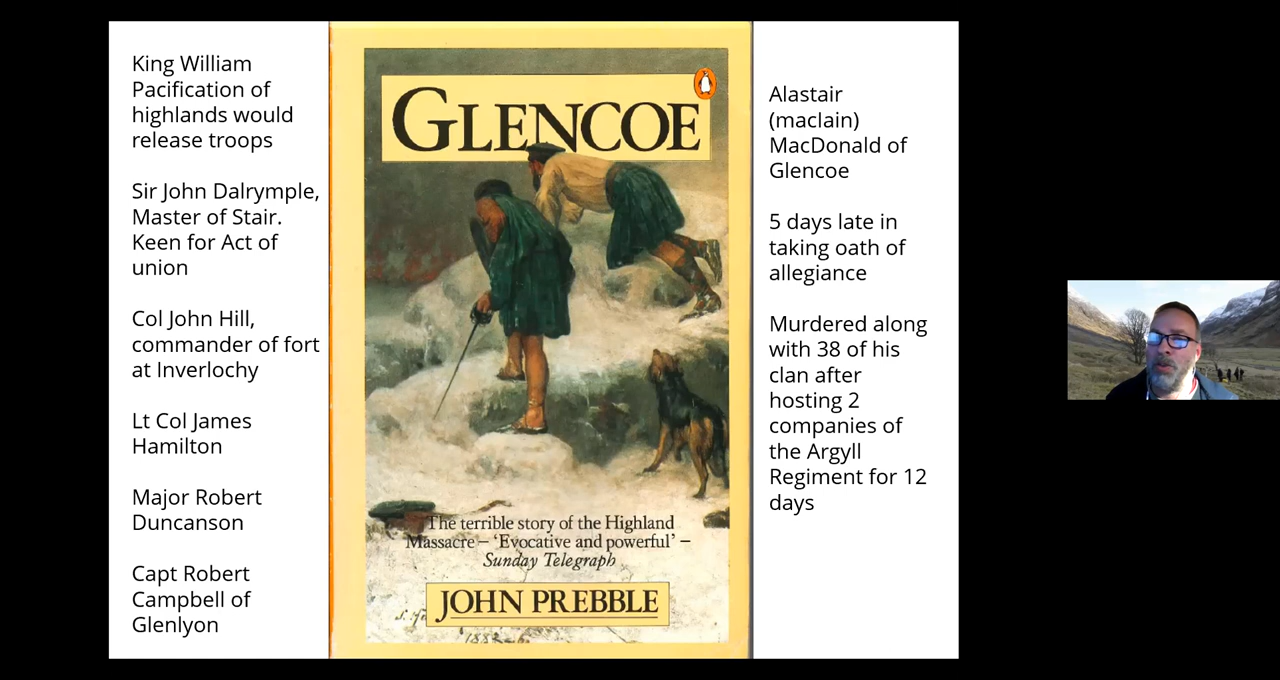 King William
Pacification of
highlands would
release troops
Sir John Dalrymple,
Master of Stair.
Keen for Act of
union
Col John Hill,
commander of fort
at Inverlochy
Lt Col James
Hamilton
Major Robert
Duncanson
Capt Robert
Campbell of
Glenlyon
GLENCOE
The terrible story of the Highland
Massacre – ‘Evocative and powerful’ –
Sunday Telegraph
JOHN PREBBLE
Alastair
(macIain)
MacDonald of
Glencoe
5 days late in
taking oath of
allegiance
Murdered along
with 38 of his
clan after
hosting 2
companies of
the Argyll
Regiment for 12
days